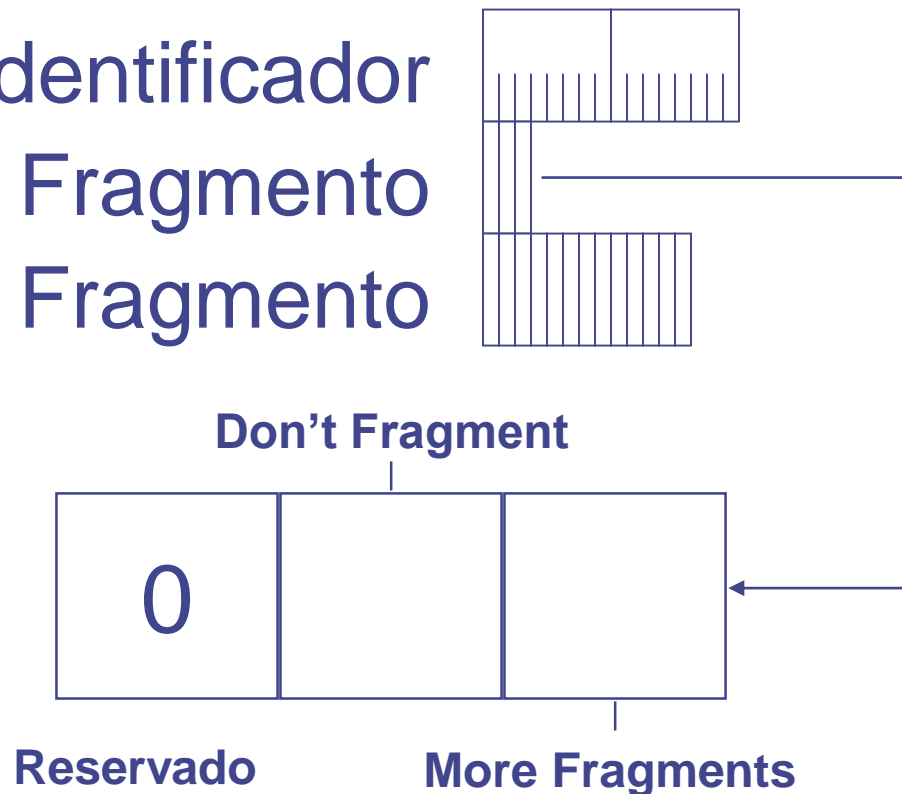 dentificador
Fragmento
Fragmento
Don’t Fragment
0
Reservado
More Fragments